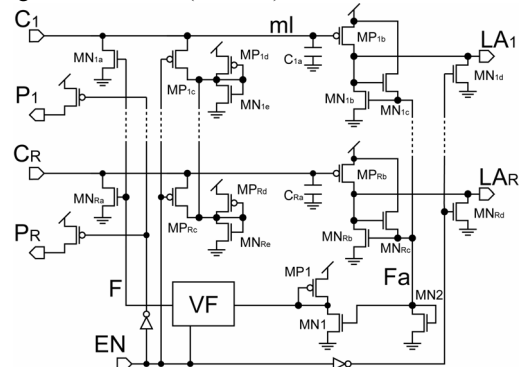 C1
ml
LA1
MN1a
MP1c
MP1d
MN1e
C1a
MP1b
MN1b
MN1c
MN1d
P1
CR
LAR
MNRa
MPRc
MPRd
MNRe
CRa
MPRb
MNRb
MNRc
MNRd
PR
F
VF
MP1
MN1
Fa
MN2
EN